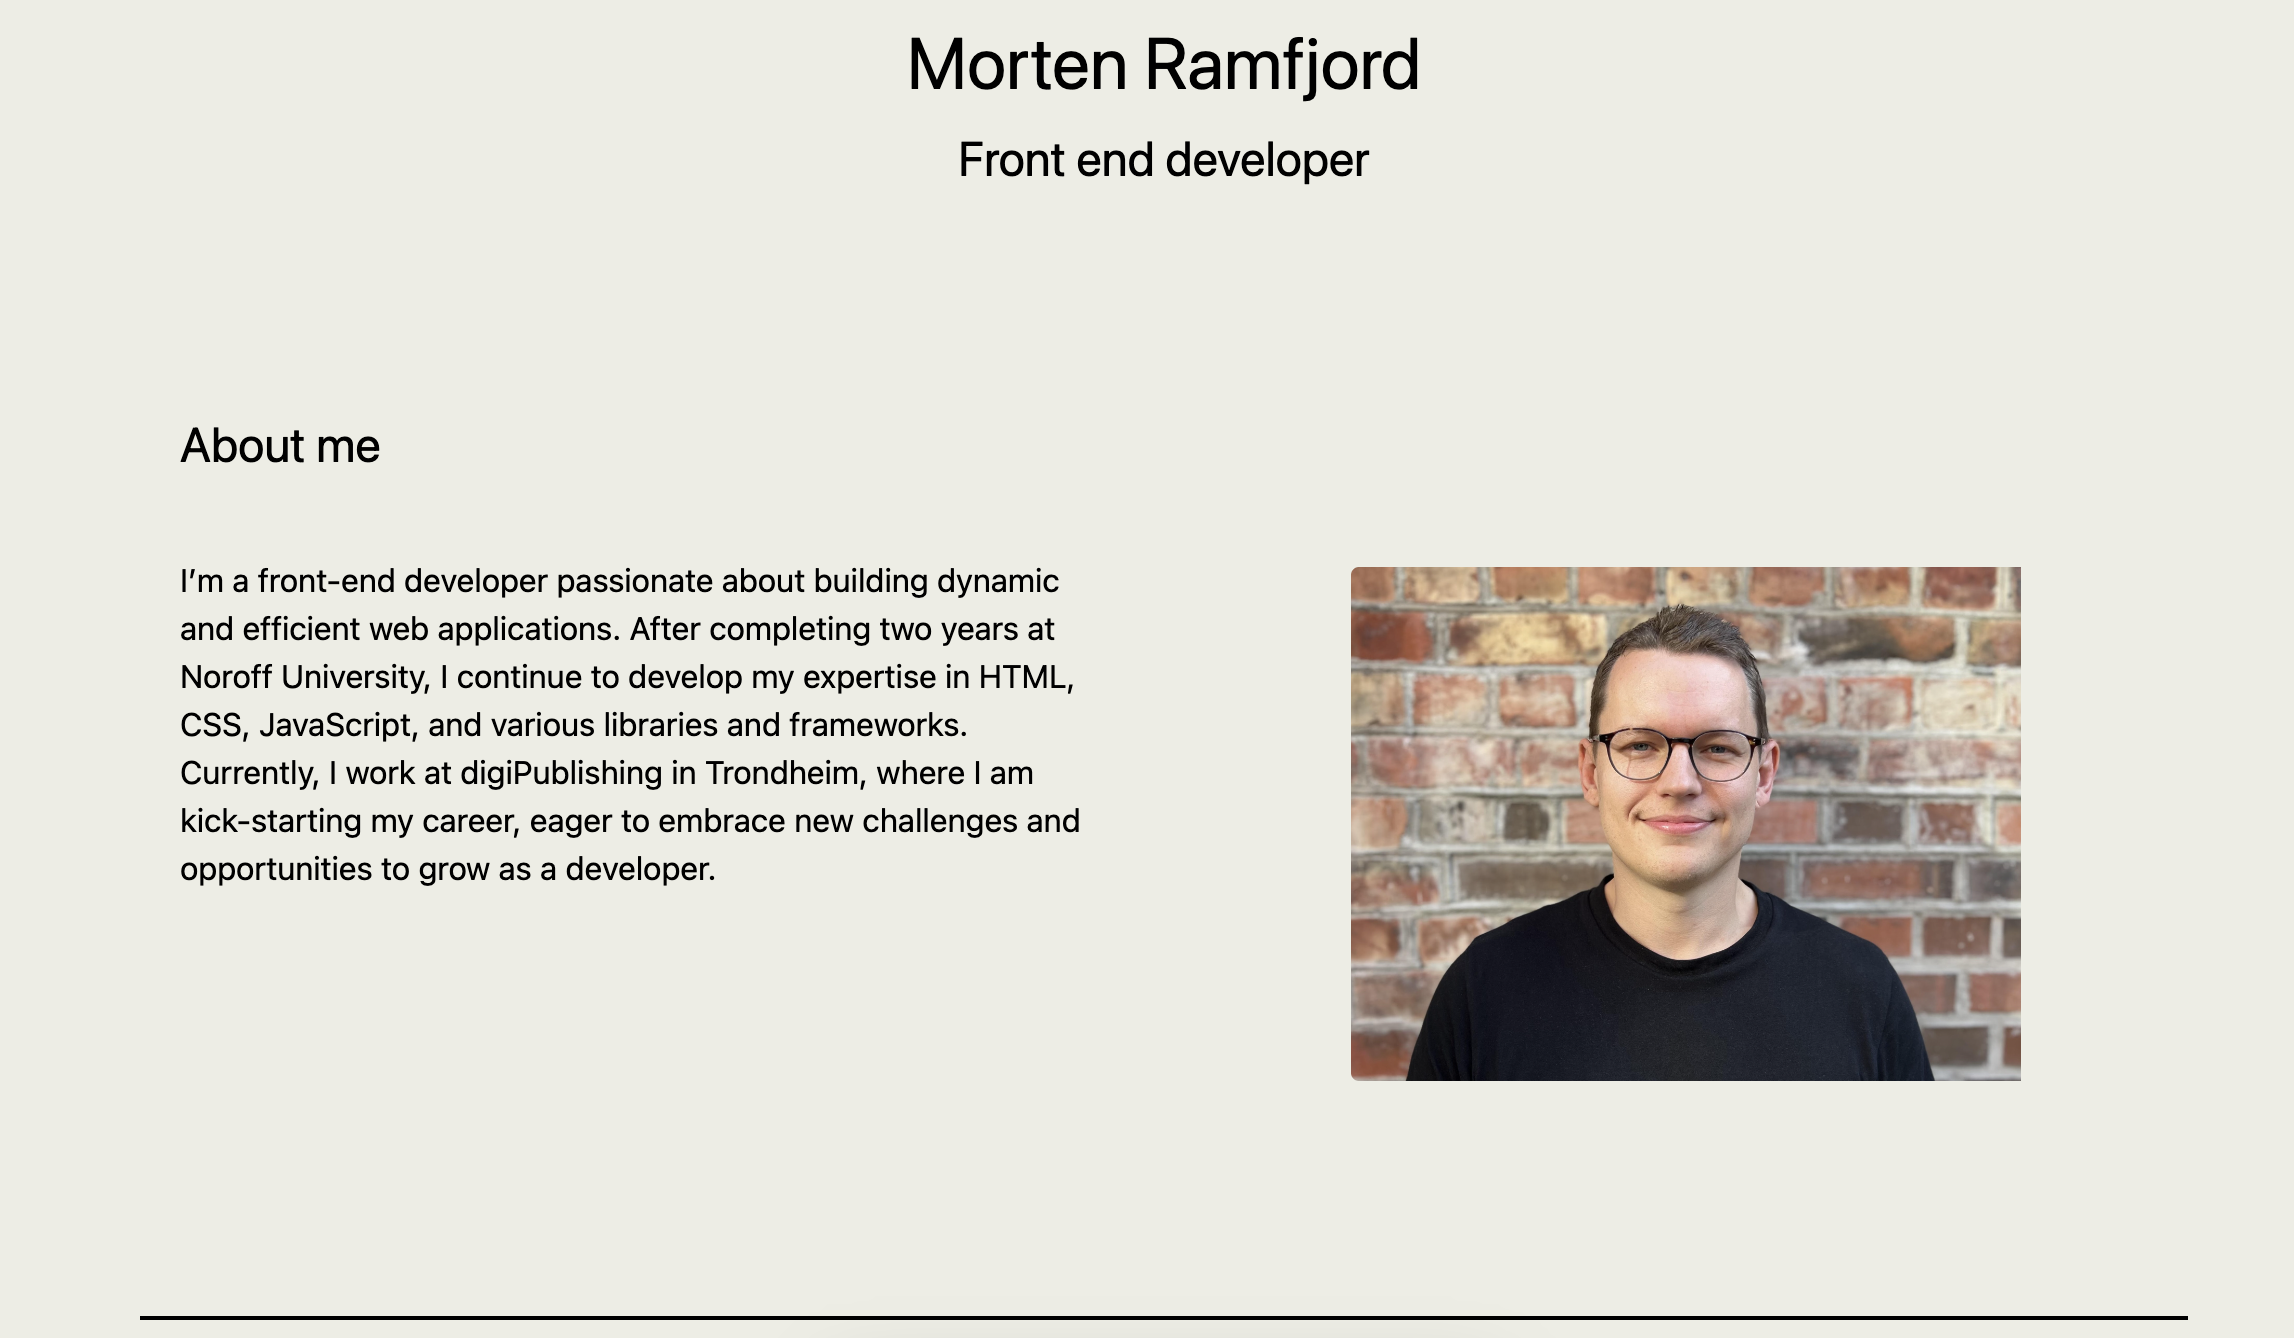 Morten Ramfjord
Front end developer
About me
I’m a front-end developer passionate about building dynamic
and efficient web applications. After completing two years at
Noroff University, I continue to develop my expertise in HTML,
CSS, JavaScript, and various libraries and frameworks.
Currently, I work at digiPublishing in Trondheim, where I am
kick-starting my career, eager to embrace new challenges and
opportunities to grow as a developer.